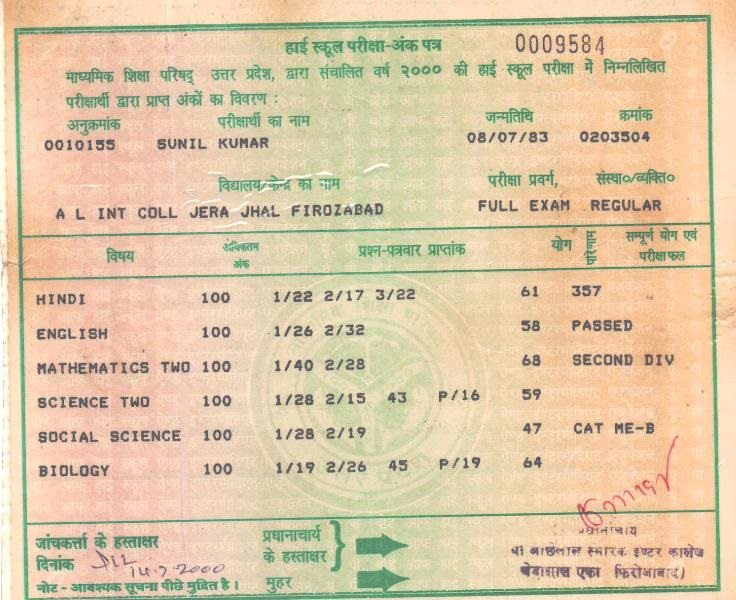 हाई स्कूल परीक्षा-अंक पत्र 0009584
माध्यमिक शिक्षा परिषद् उत्तर प्रदेश, द्वारा संचालित वर्ष २००० की हाई स्कूल परीक्षा में निम्नलिखित
परीक्षार्थी द्वारा प्राप्त अंकों का विवरण :
अनुक्रमांक परीक्षार्थी का नाम जन्मतिथि क्रमांक
0010155 SUNIL KUMAR 08/07/83 0203504
विद्यालय/केन्द्र का नाम परीक्षा प्रवर्ग, संस्था०/व्यक्ति०
A L INT COLL JERA JHAL FIROZABAD FULL EXAM REGULAR
विषय अधिकतम अंक प्रश्न-पत्रवार प्राप्तांक योग परिणाम सम्पूर्ण योग एवं परीक्षाफल
HINDI 100 1/22 2/17 3/22 61 357
ENGLISH 100 1/26 2/32 58 PASSED
MATHEMATICS TWO 100 1/40 2/28 68 SECOND DIV
SCIENCE TWO 100 1/28 2/15 43 P/16 59
SOCIAL SCIENCE 100 1/28 2/19 47 CAT ME-B
BIOLOGY 100 1/19 2/26 45 P/19 64
जांचकर्त्ता के हस्ताक्षर प्रधानाचार्य के हस्ताक्षर
प्रधानाचार्य
दिनांक 14-7-2000
स्मारक इण्टर कालेज
नोट - आवश्यक सूचना पीछे मुद्रित है। मुहर
एका फिरोजाबाद)